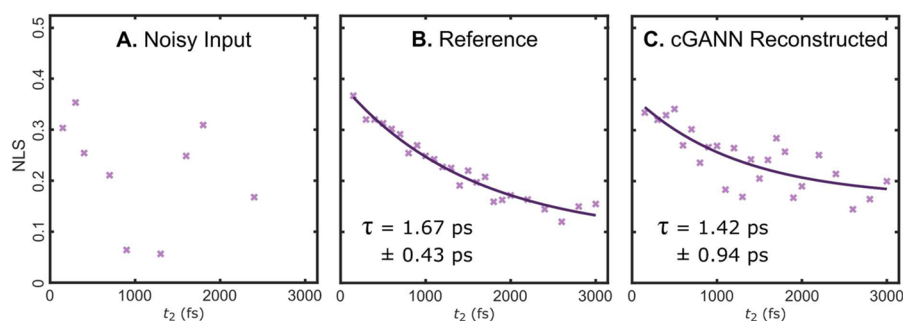 A. Noisy Input
B. Reference
C. cGANN Reconstructed
NLS
0.5
0.4
0.3
0.2
0.1
0
τ = 1.67 ps
± 0.43 ps
τ = 1.42 ps
± 0.94 ps
0 1000 2000 3000
0 1000 2000 3000
0 1000 2000 3000
t2 (fs)
t2 (fs)
t2 (fs)